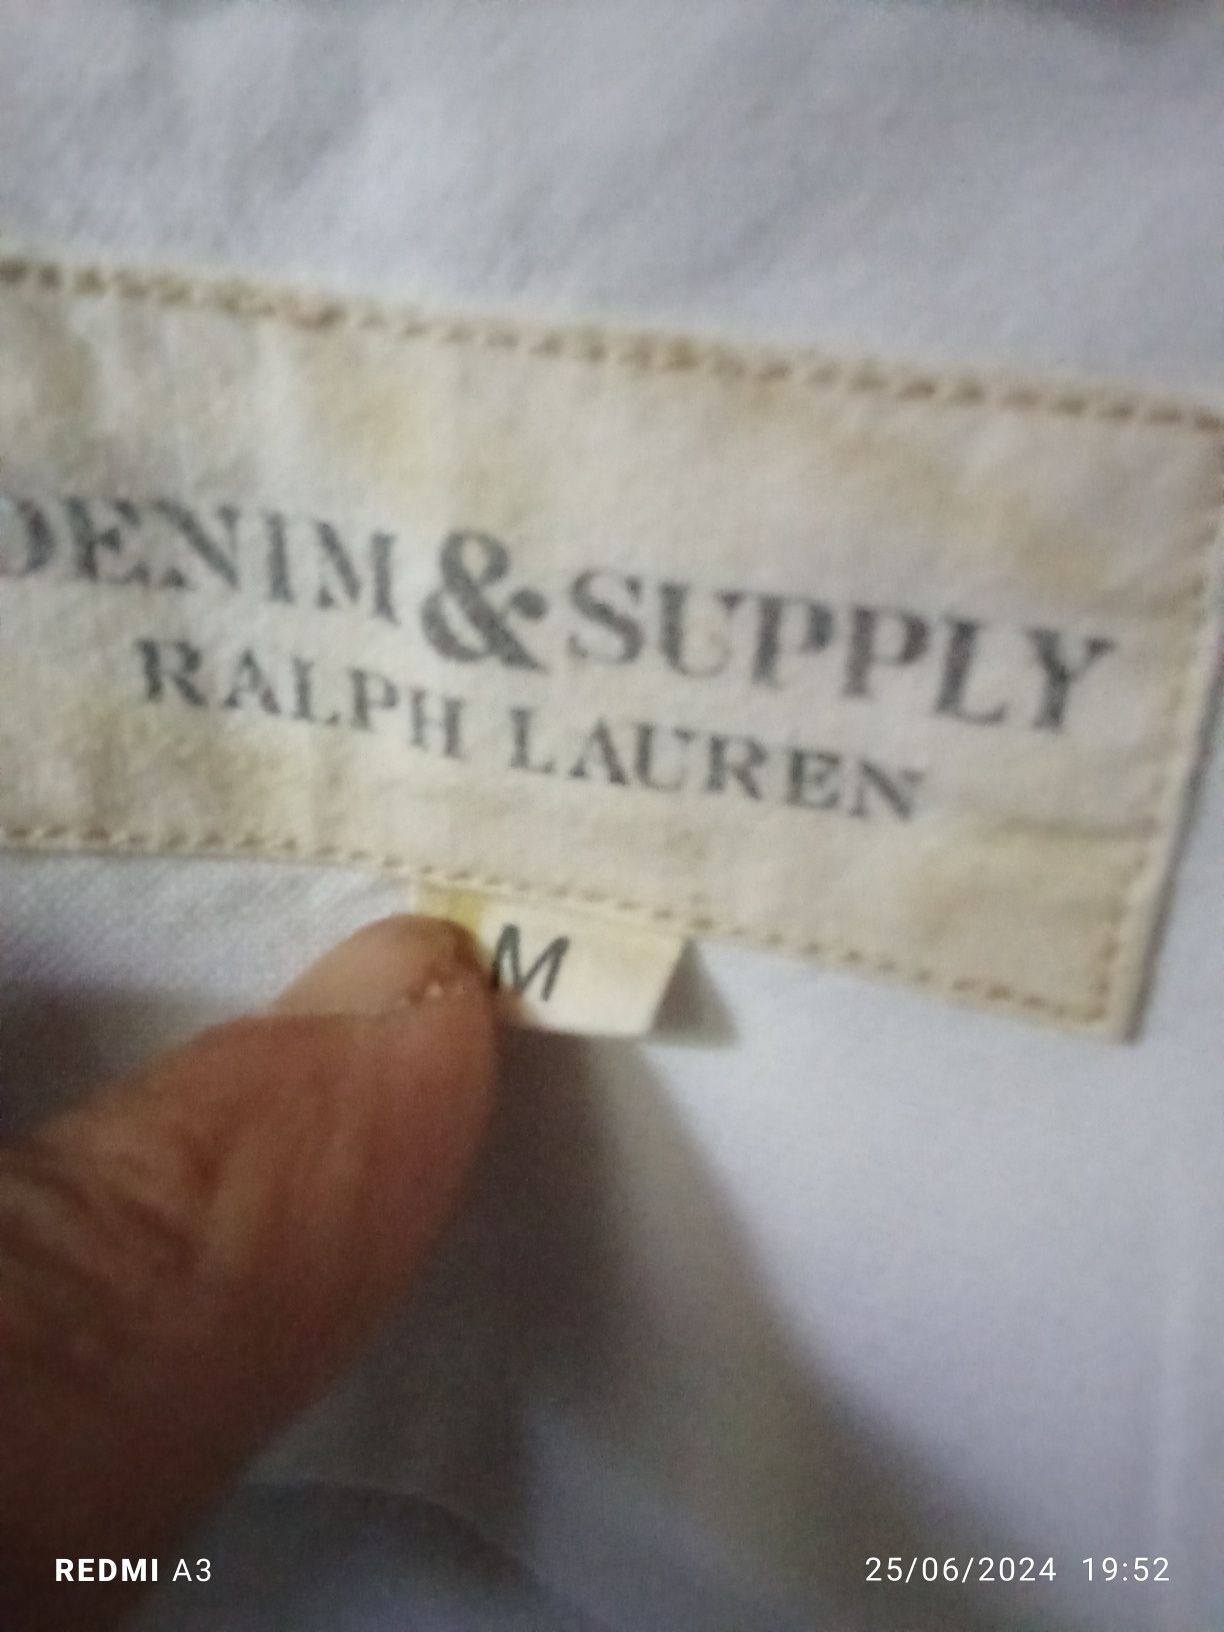 DENIM & SUPPLY
RALPH LAUREN
M
REDMI A3
25/06/2024 19:52